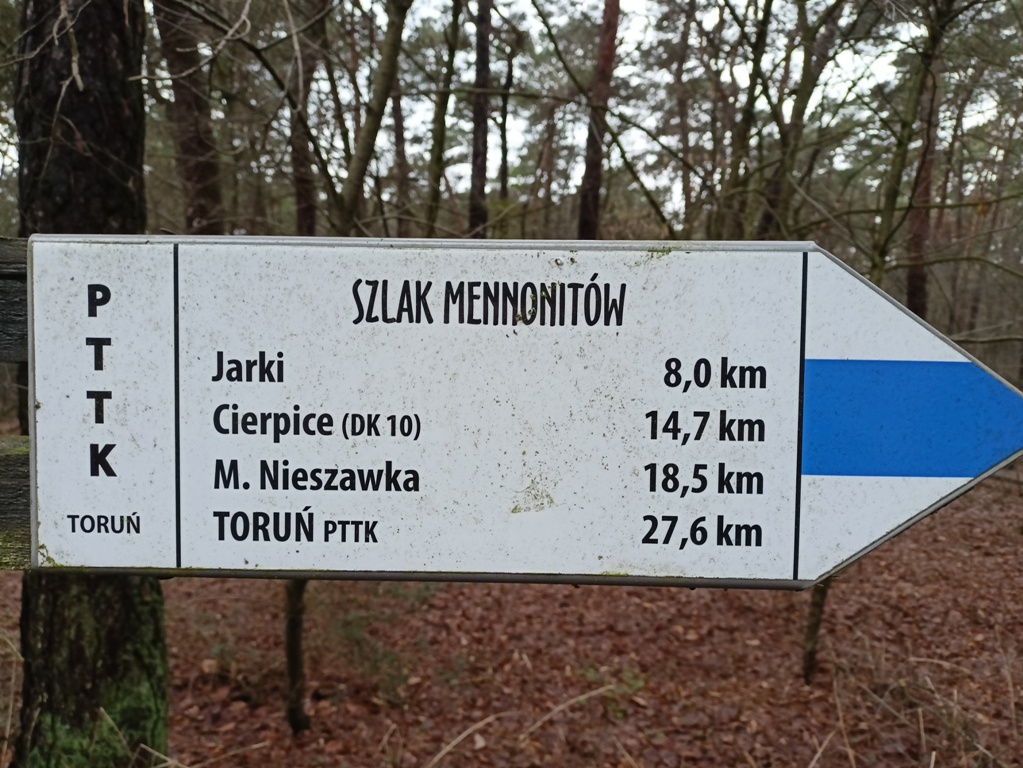 P
T
T
K
TORUŃ
SZLAK MENNONITÓW
Jarki 8,0 km
Cierpice (DK 10) 14,7 km
M. Nieszawka 18,5 km
TORUŃ PTTK 27,6 km